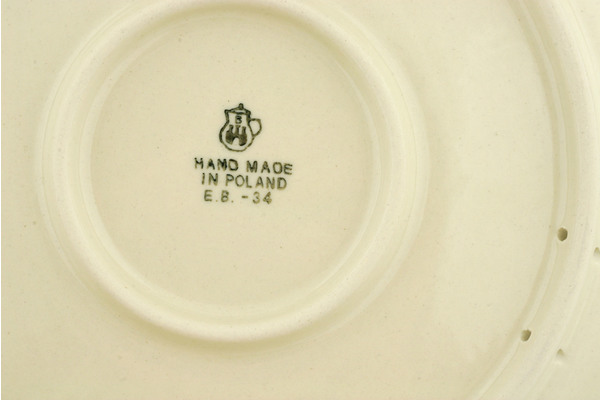 B
W
HAND MADE
IN POLAND
E.B. -34